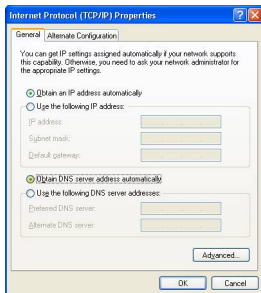 Internet Protocol (TCP/IP) Properties
General
Alternate Configuration
You can get IP settings assigned automatically if your network supports
this capability. Otherwise, you need to ask your network administrator for
the appropriate IP settings.
Obtain an IP address automatically
Use the following IP address:
IP address:
Subnet mask:
Default gateway:
Obtain DNS server address automatically
Use the following DNS server addresses:
Preferred DNS server:
Alternate DNS server:
Advanced...
OK
Cancel